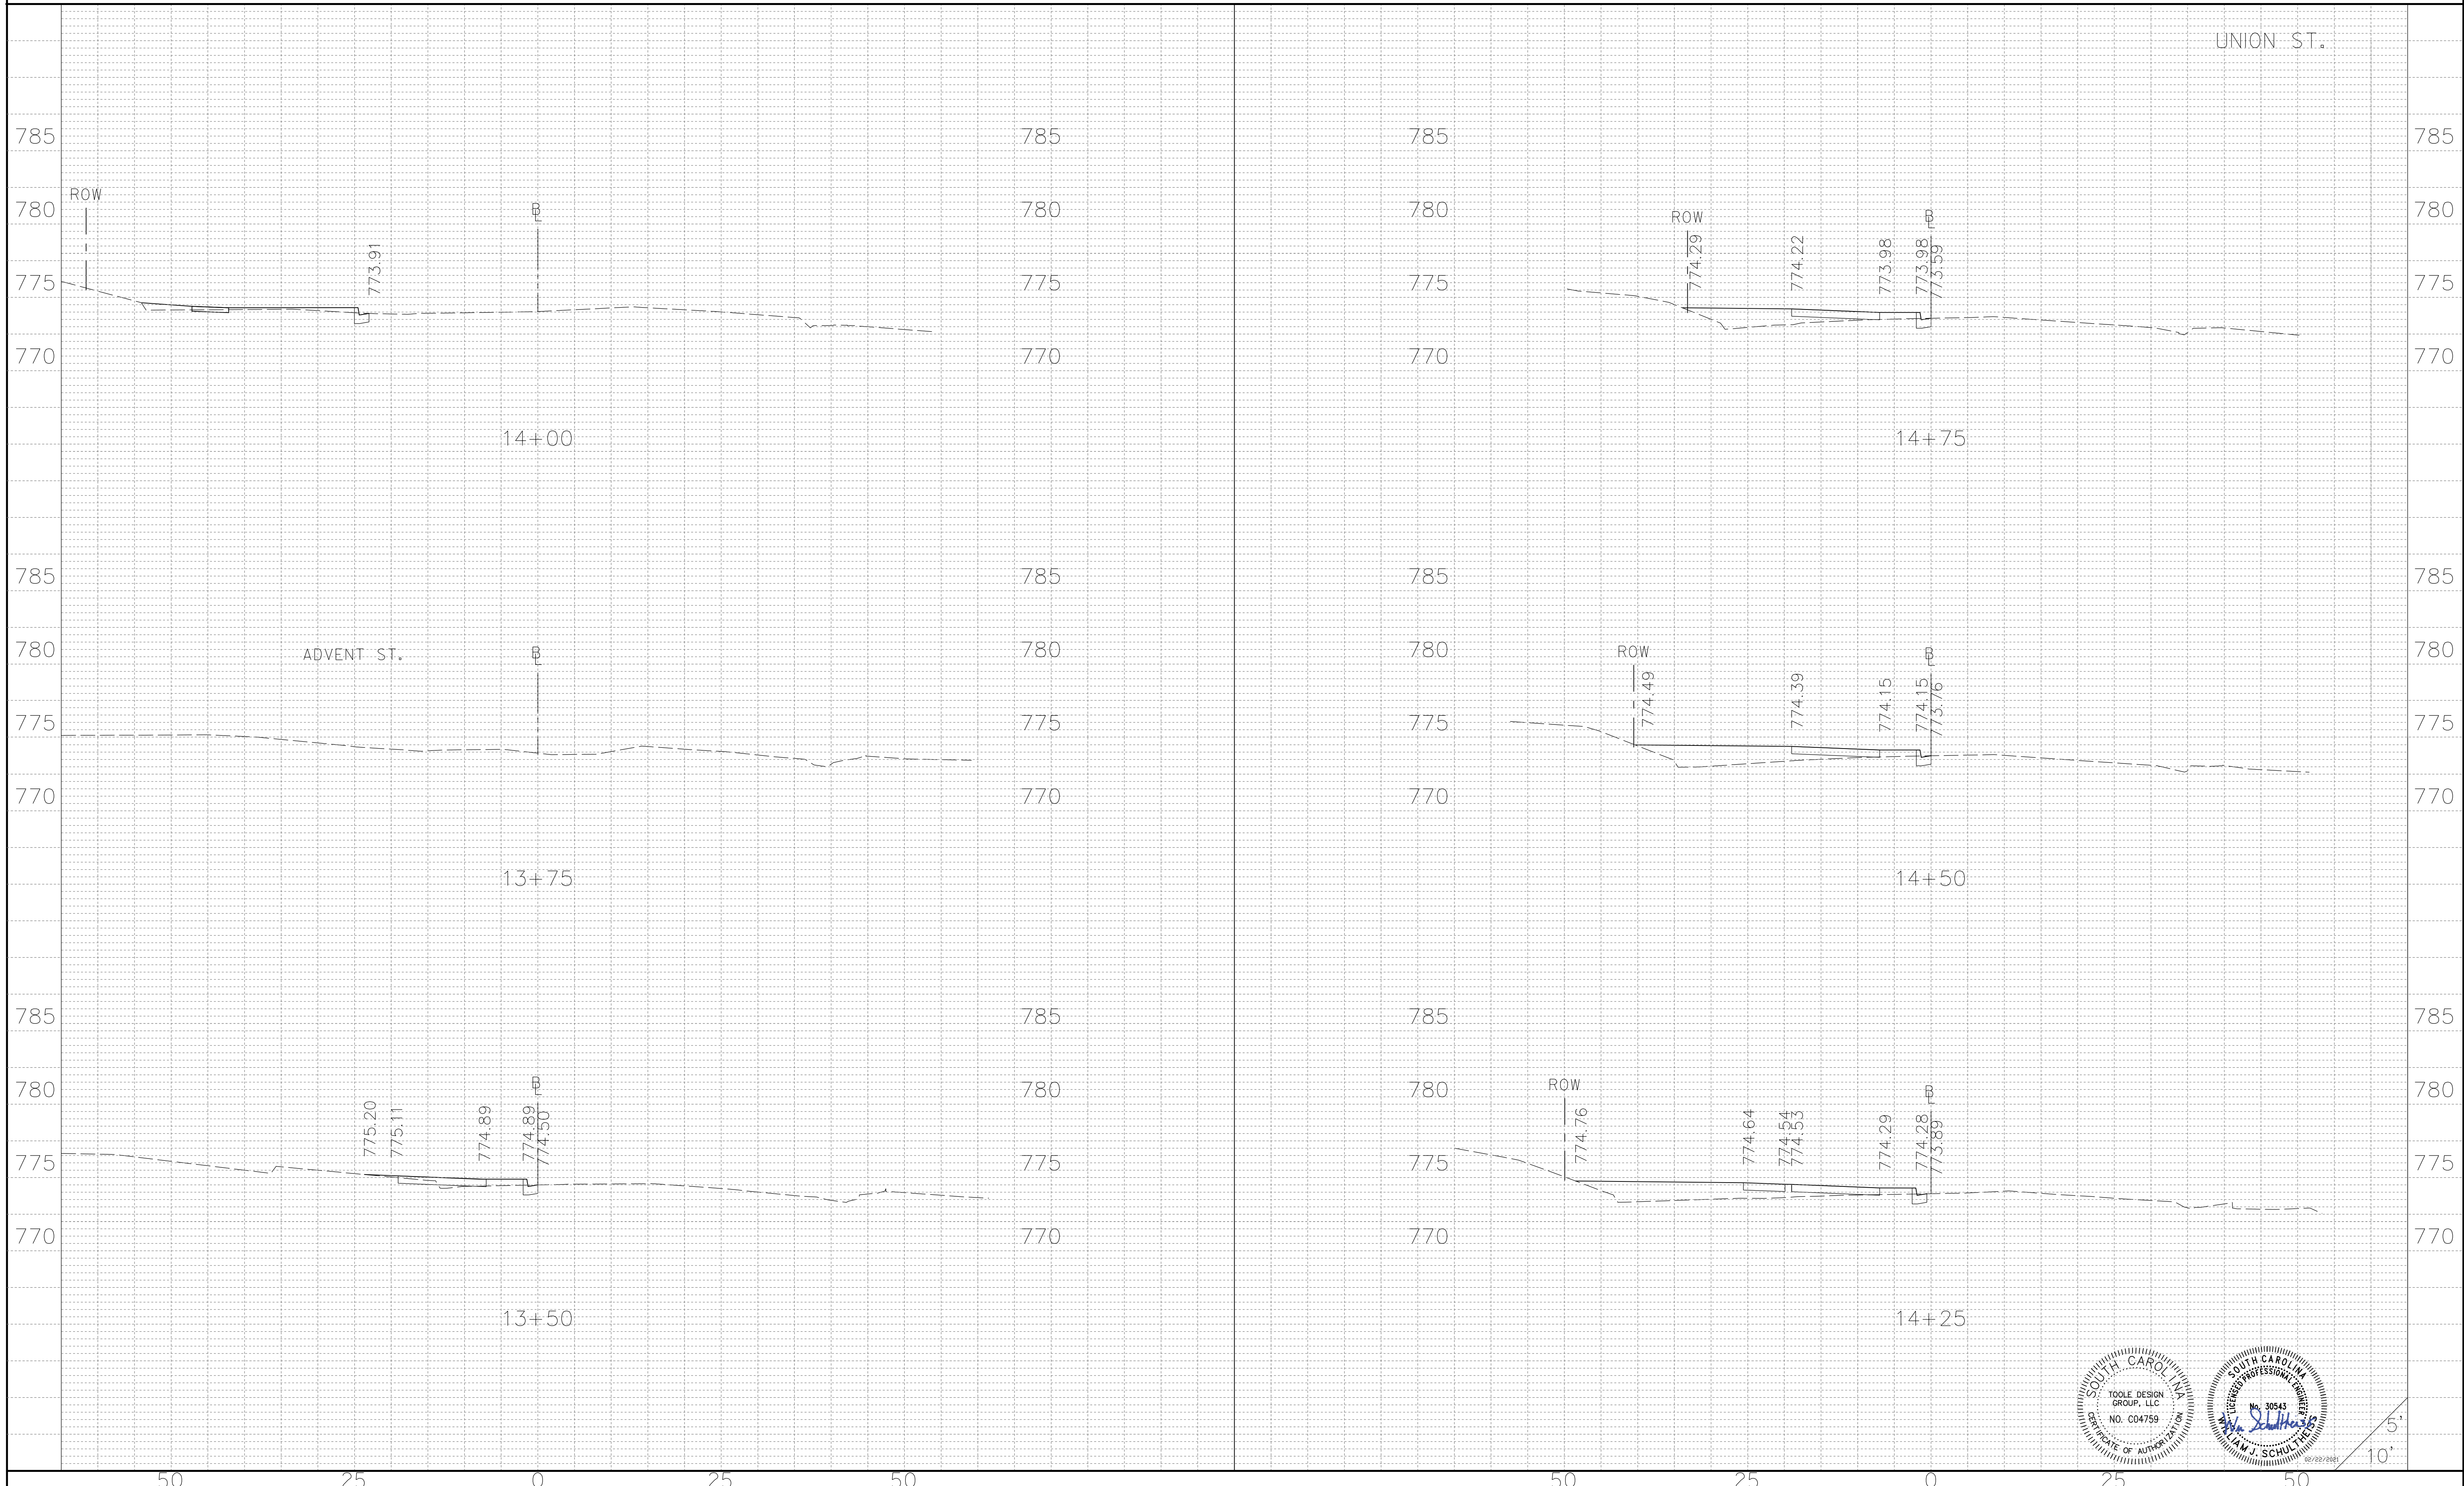 UNION ST.
785 785 785 785
ROW
780 780 780 780
℄
773.91
775 775 775 775
770 770 770 770
14+00
ROW
℄
774.29 774.22 773.98 773.98 773.59
14+75
785 785 785 785
780 780 780 780
ADVENT ST.
775 775 775 775
770 770 770 770
13+75
ROW
774.49 774.39 774.15 774.15 773.76
14+50
785 785 785 785
780 780 780 780
775.20 775.11 774.89 774.89 774.50
775 775 775 775
770 770 770 770
13+50
ROW
774.76 774.64 774.54 774.53 774.29 774.28 773.89
14+25
SOUTH CAROLINA
TOOLE DESIGN
GROUP, LLC
NO. C04759
CERTIFICATE OF AUTHORIZATION
SOUTH CAROLINA
LICENSED PROFESSIONAL ENGINEER
No. 30543
Wm Schultheiss
WILLIAM J. SCHULTHEISS
02/22/2021
5'
10'
50 25 0 25 50 50 25 0 25 50